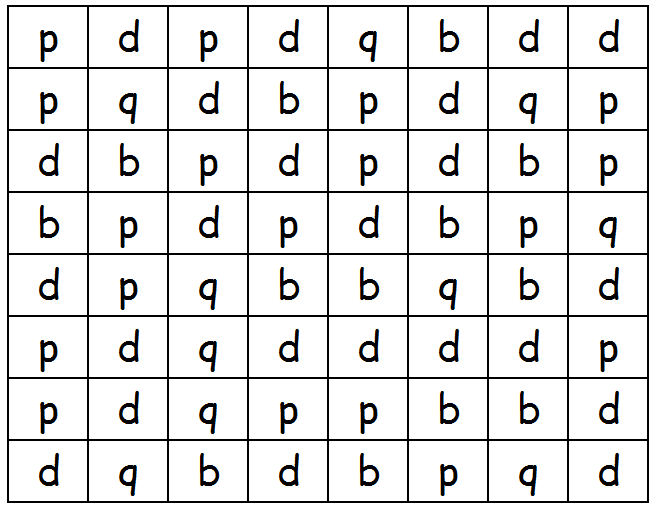 p d p d q b d d
p q d b p d q p
d b p d p d b p
b p d p d b p q
d p q b b q b d
p d q d d d d p
p d q p p b b d
d q b d b p q d